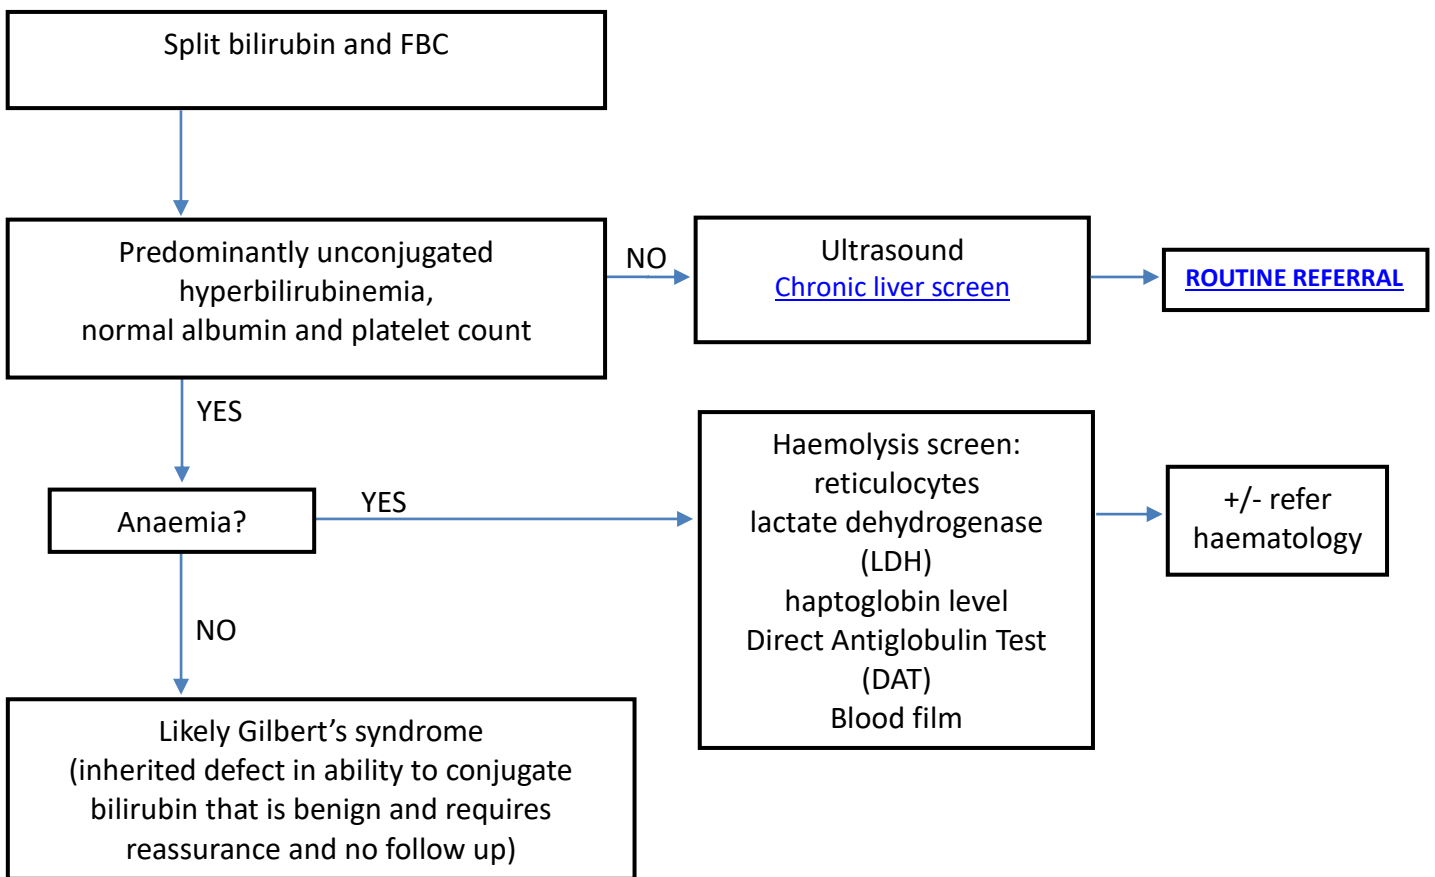 Split bilirubin and FBC
Predominantly unconjugated
hyperbilirubinemia,
normal albumin and platelet count
NO
Ultrasound
Chronic liver screen
ROUTINE REFERRAL
YES
Anaemia?
YES
Haemolysis screen:
reticulocytes
lactate dehydrogenase
(LDH)
haptoglobin level
Direct Antiglobulin Test
(DAT)
Blood film
+/- refer
haematology
NO
Likely Gilbert’s syndrome
(inherited defect in ability to conjugate
bilirubin that is benign and requires
reassurance and no follow up)